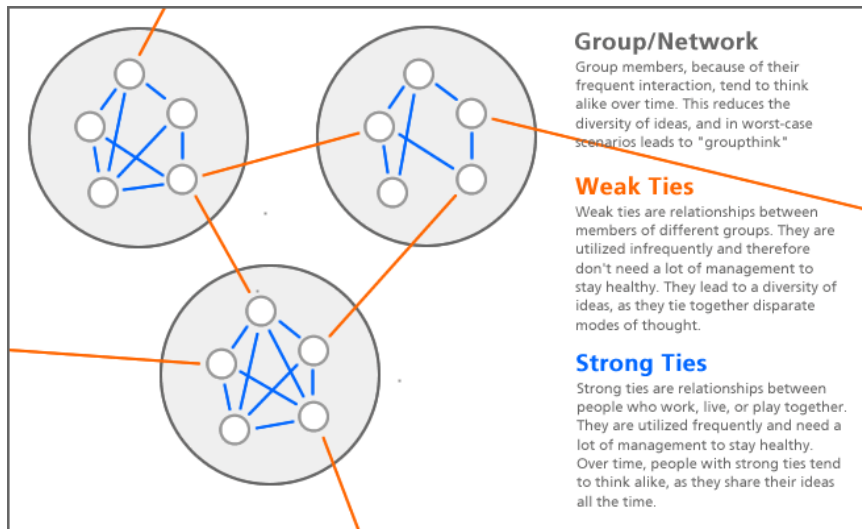 Group/Network
Group members, because of their
frequent interaction, tend to think
alike over time. This reduces the
diversity of ideas, and in worst-case
scenarios leads to "groupthink"
Weak Ties
Weak ties are relationships between
members of different groups. They are
utilized infrequently and therefore
don't need a lot of management to
stay healthy. They lead to a diversity of
ideas, as they tie together disparate
modes of thought.
Strong Ties
Strong ties are relationships between
people who work, live, or play together.
They are utilized frequently and need a
lot of management to stay healthy.
Over time, people with strong ties tend
to think alike, as they share their ideas
all the time.